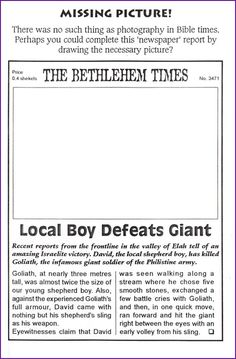 MISSING PICTURE!
There was no such thing as photography in Bible times.
Perhaps you could complete this 'newspaper' report by
drawing the necessary picture?
Price
0.4 shekels
THE BETHLEHEM TIMES
No. 3471
Local Boy Defeats Giant
Recent reports from the frontline in the valley of Elah tell of an
amazing Israelite victory. David, the local shepherd boy, has killed
Goliath, the infamous giant soldier of the Philistine army.
Goliath, at nearly three metres
tall, was almost twice the size of
our young shepherd boy. Also,
against the experienced Goliath's
full armour, David came with
nothing but his shepherd's sling
as his weapon.
Eyewitnesses claim that David
was seen walking along a
stream where he chose five
smooth stones, exchanged a
few battle cries with Goliath,
and then, in one quick move,
ran forward and hit the giant
right between the eyes with an
early volley from his sling.